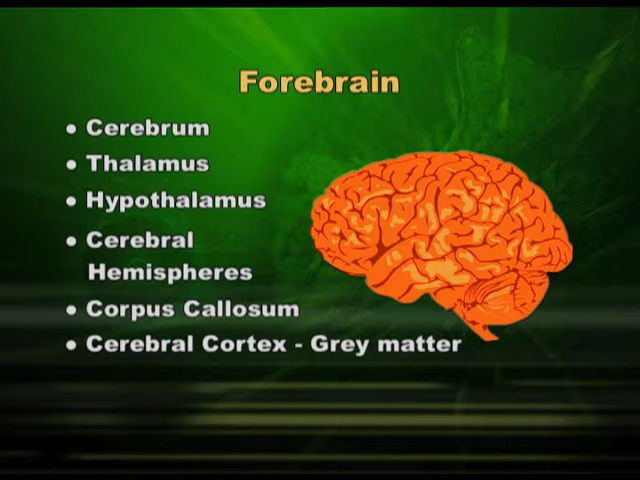 Forebrain
• Cerebrum
• Thalamus
• Hypothalamus
• Cerebral
Hemispheres
• Corpus Callosum
• Cerebral Cortex - Grey matter